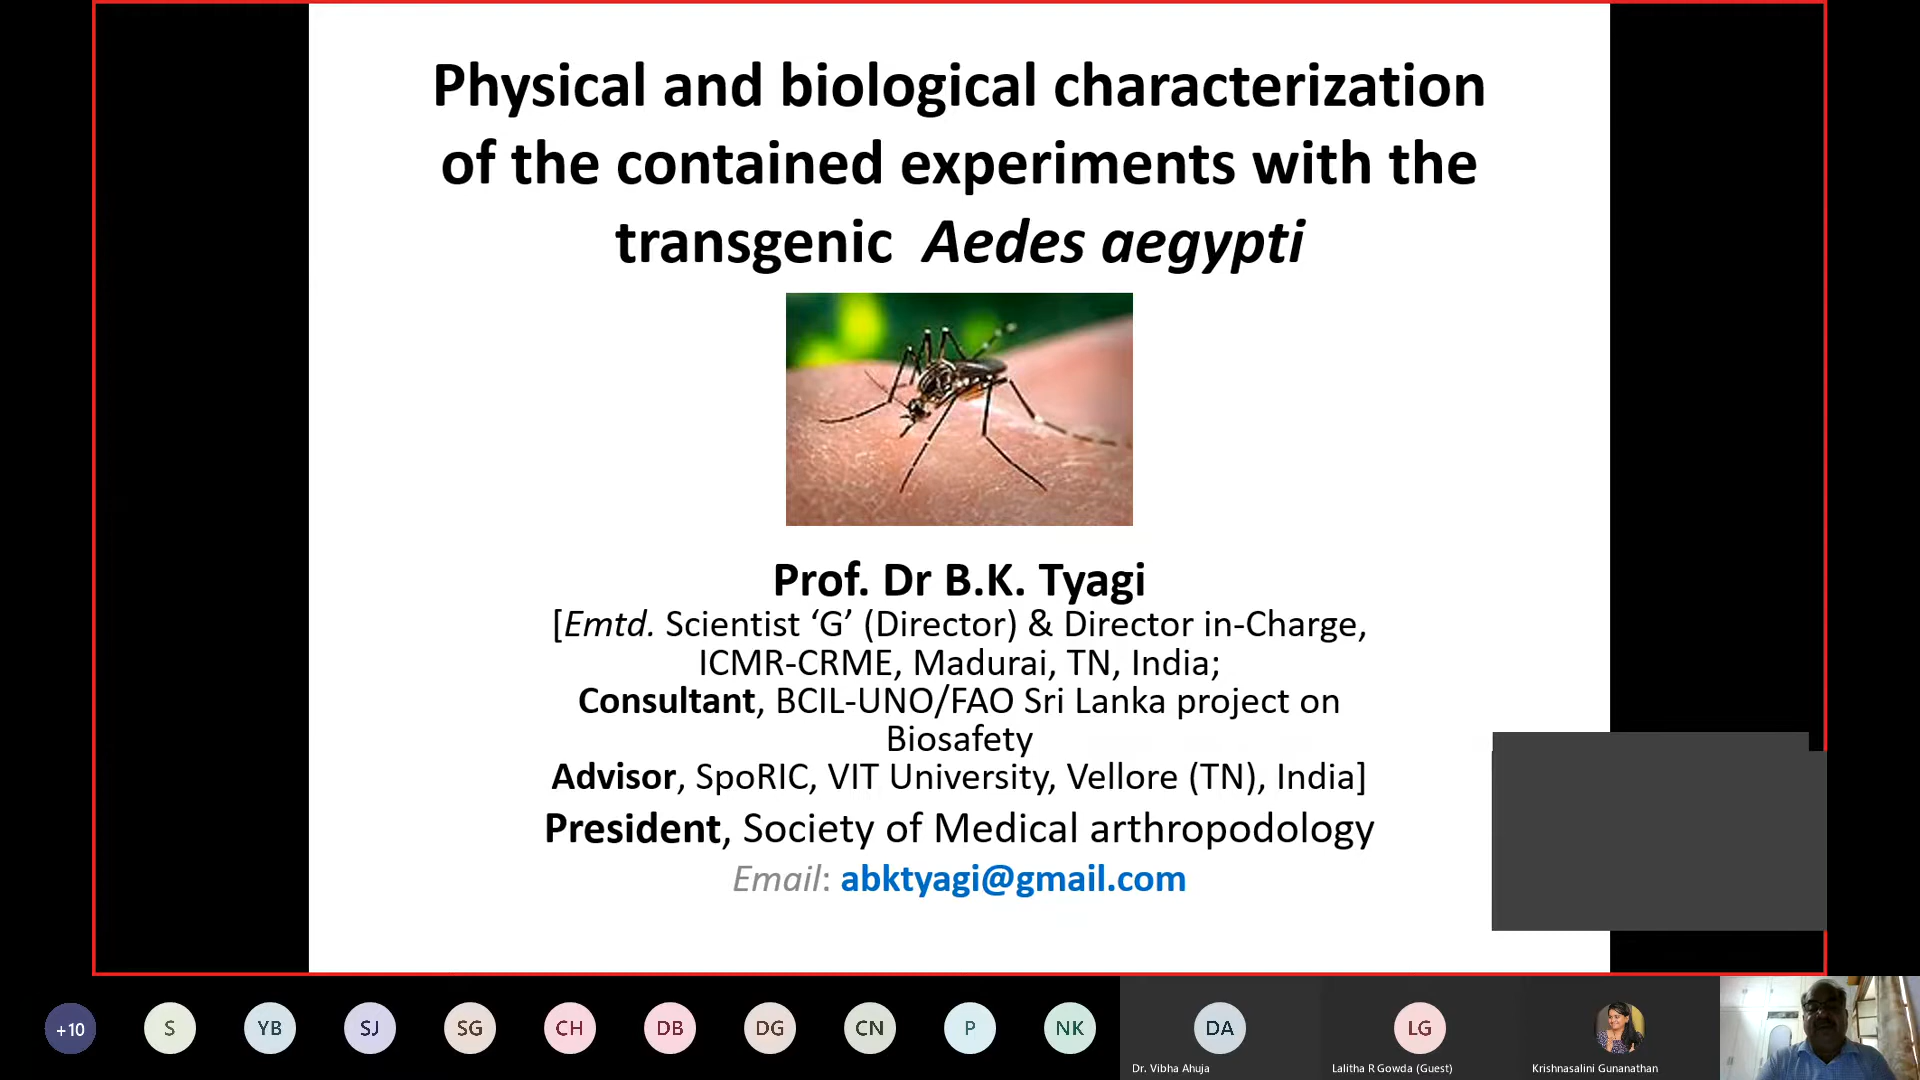 Physical and biological characterization
of the contained experiments with the
transgenic Aedes aegypti
Prof. Dr B.K. Tyagi
[Emtd. Scientist ‘G’ (Director) & Director in-Charge,
ICMR-CRME, Madurai, TN, India;
Consultant, BCIL-UNO/FAO Sri Lanka project on
Biosafety
Advisor, SpoRIC, VIT University, Vellore (TN), India]
President, Society of Medical arthropodology
Email: abktyagi@gmail.com
+10
S
YB
SJ
SG
CH
DB
DG
CN
P
NK
DA
LG
Dr. Vibha Ahuja
Lalitha R Gowda (Guest)
Krishnasalini Gunanathan